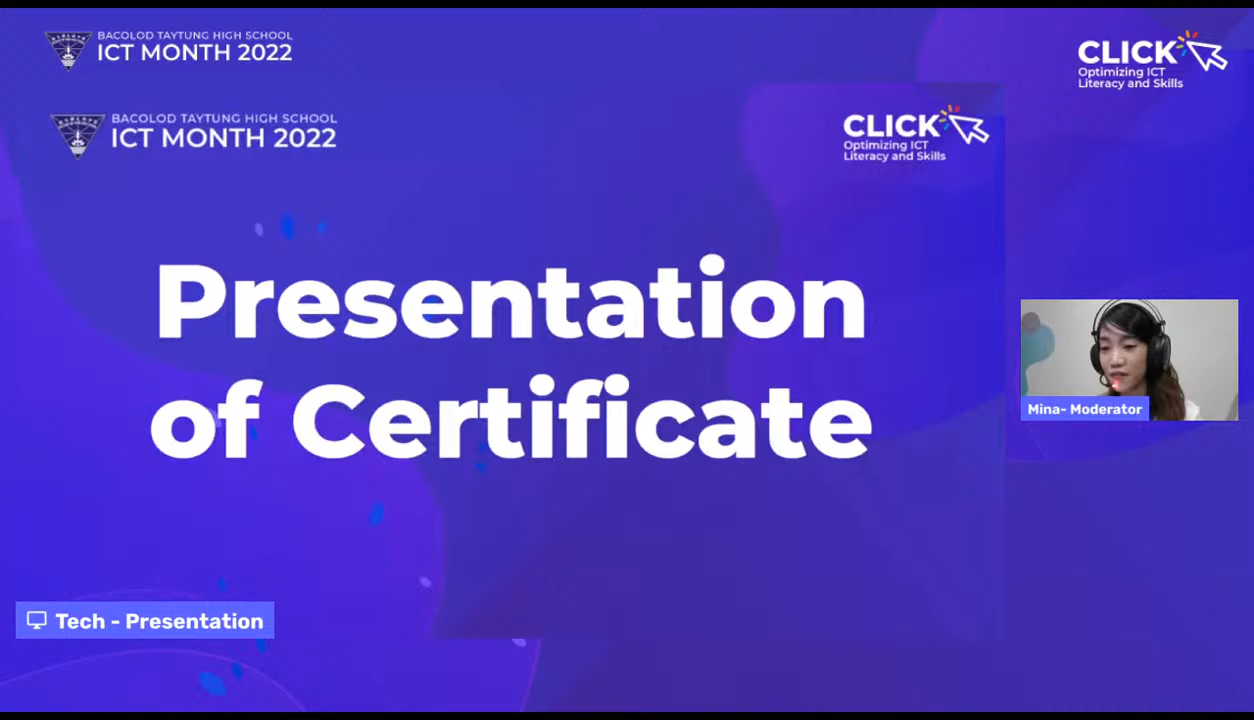 BACOLOD TAYTUNG HIGH SCHOOL
ICT MONTH 2022
CLICK
Optimizing ICT
Literacy and Skills
BACOLOD TAYTUNG HIGH SCHOOL
ICT MONTH 2022
CLICK
Optimizing ICT
Literacy and Skills
Presentation
of Certificate
Mina- Moderator
Tech - Presentation